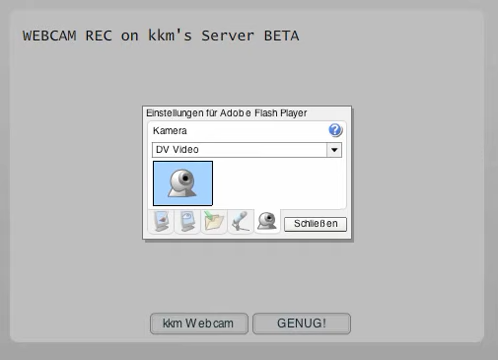 WEBCAM REC on kkm's Server BETA
Einstellungen für Adobe Flash Player
Kamera
?
DV Video
Schließen
kkm Webcam
GENUG!